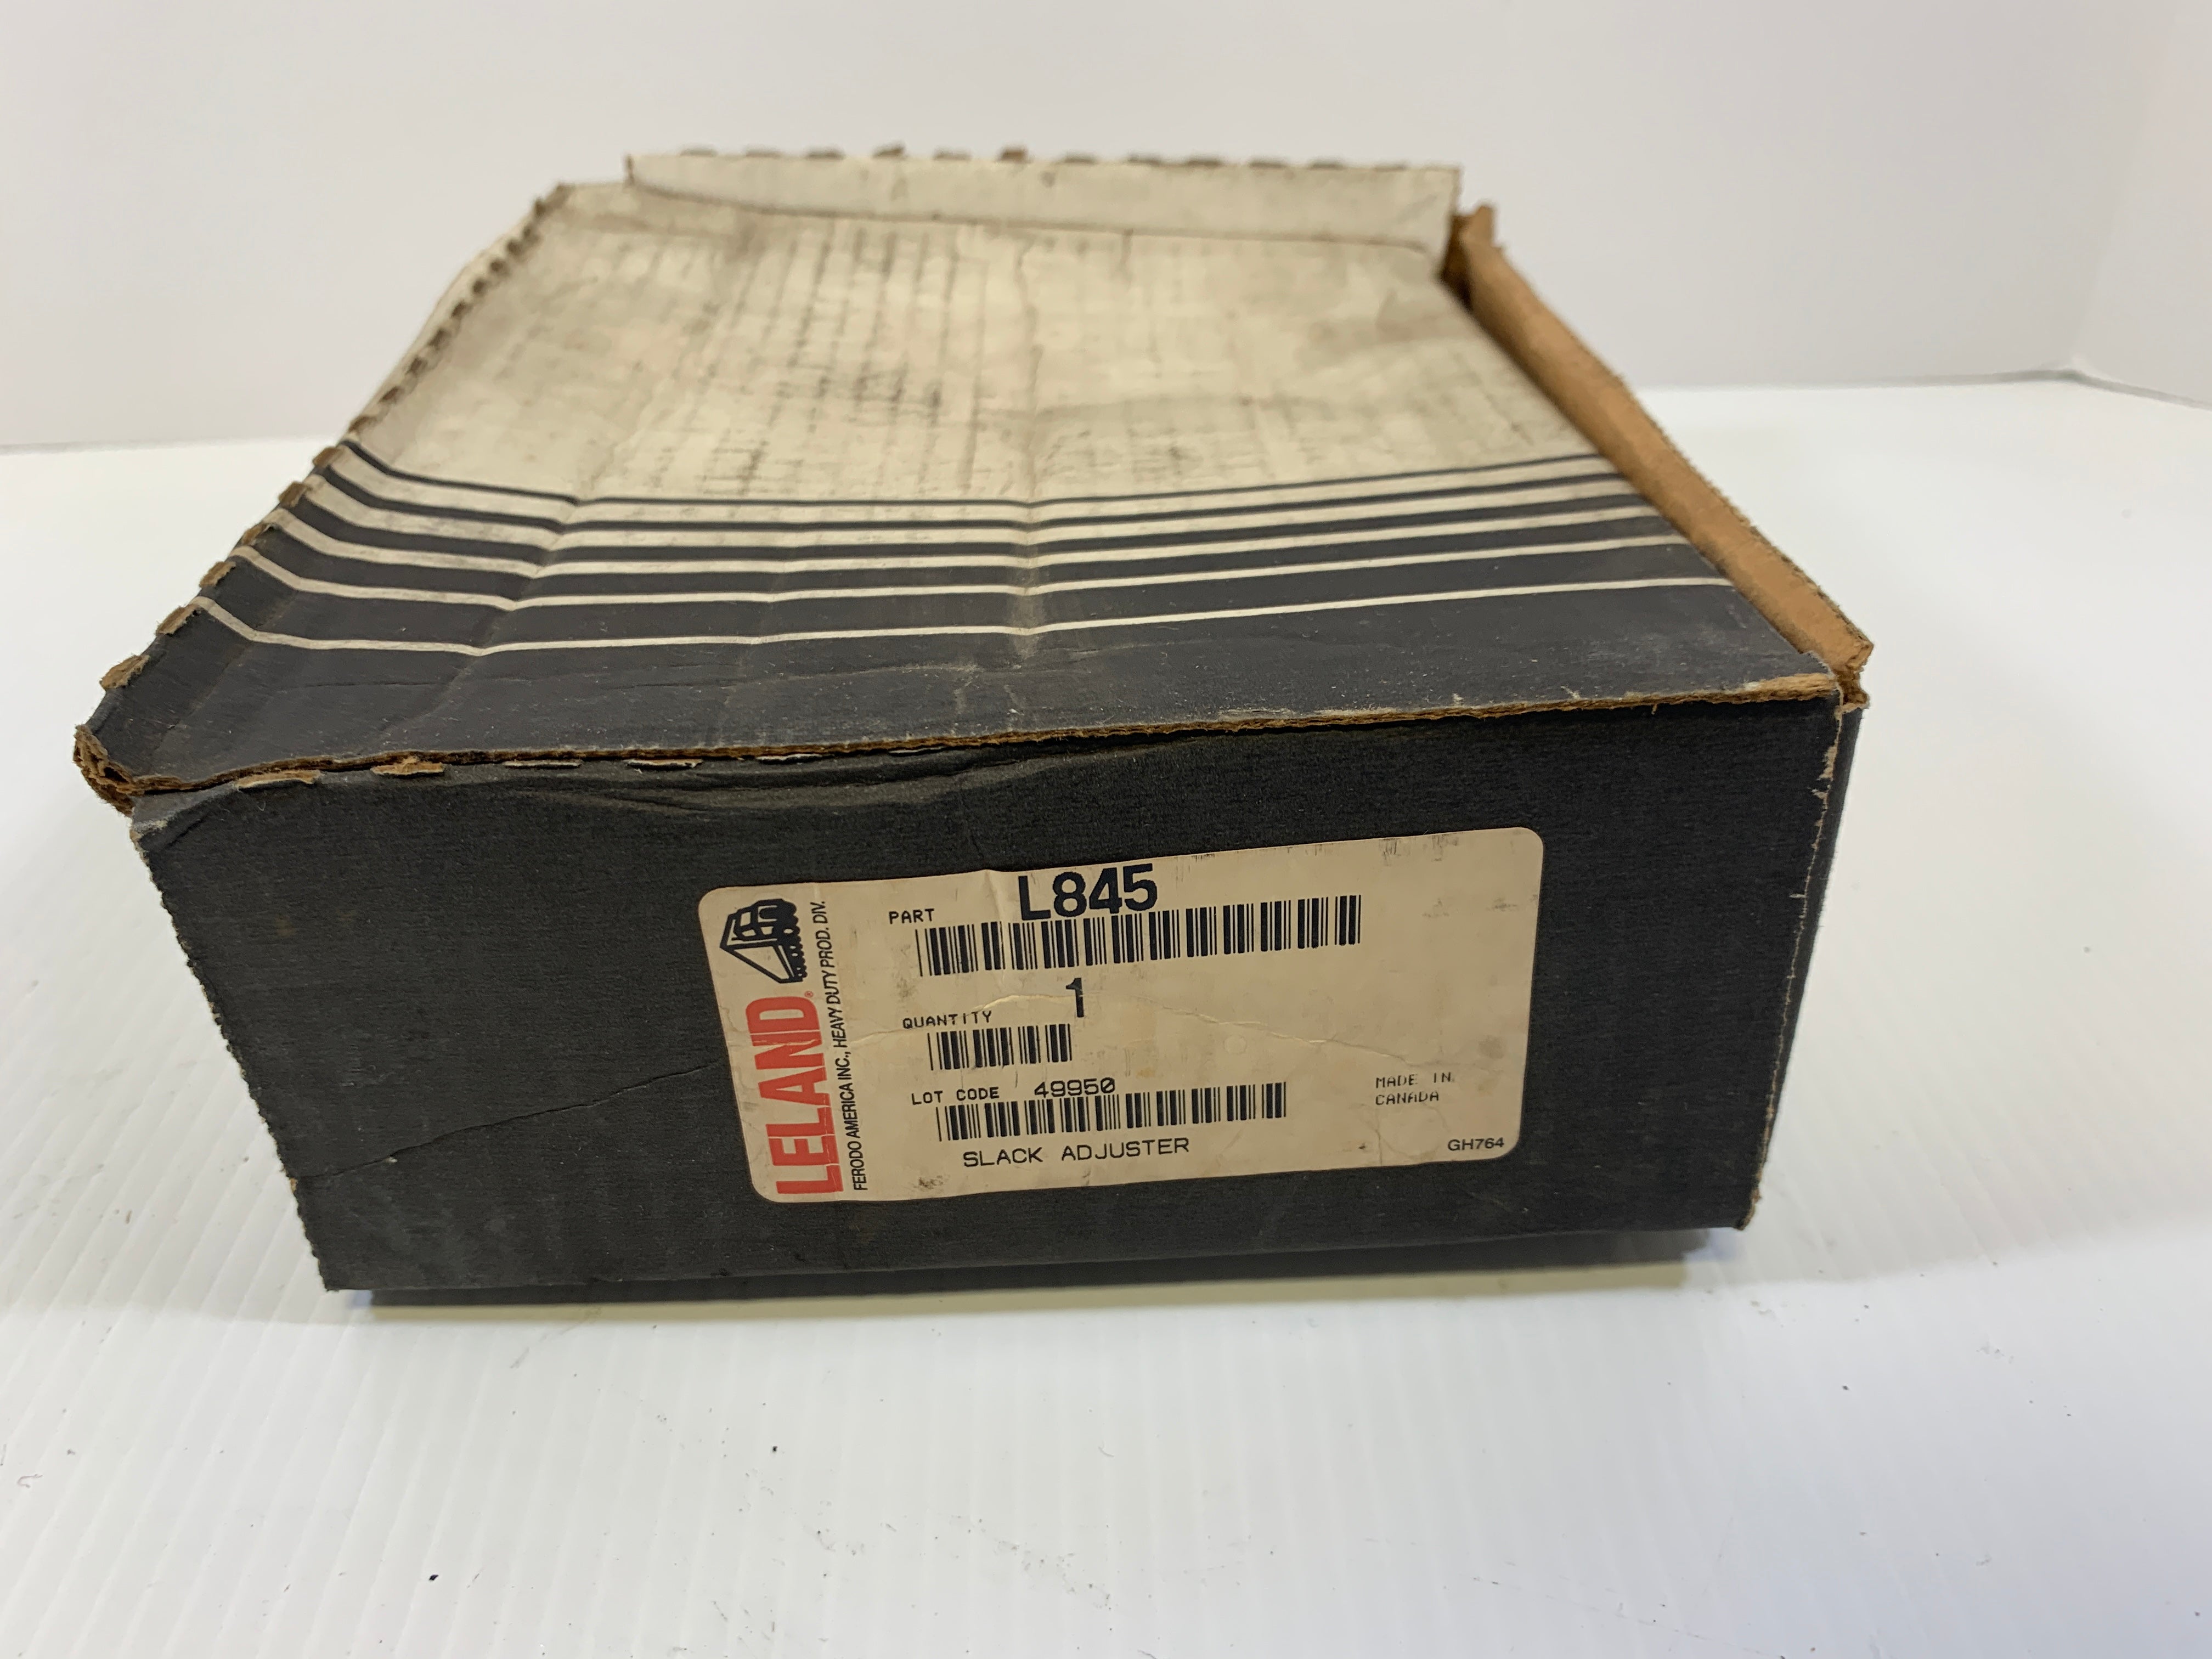 LELAND®
FERODO AMERICA INC., HEAVY DUTY PROD. DIV.
PART L845
QUANTITY 1
LOT CODE 49950
SLACK ADJUSTER
MADE IN
CANADA
GH764